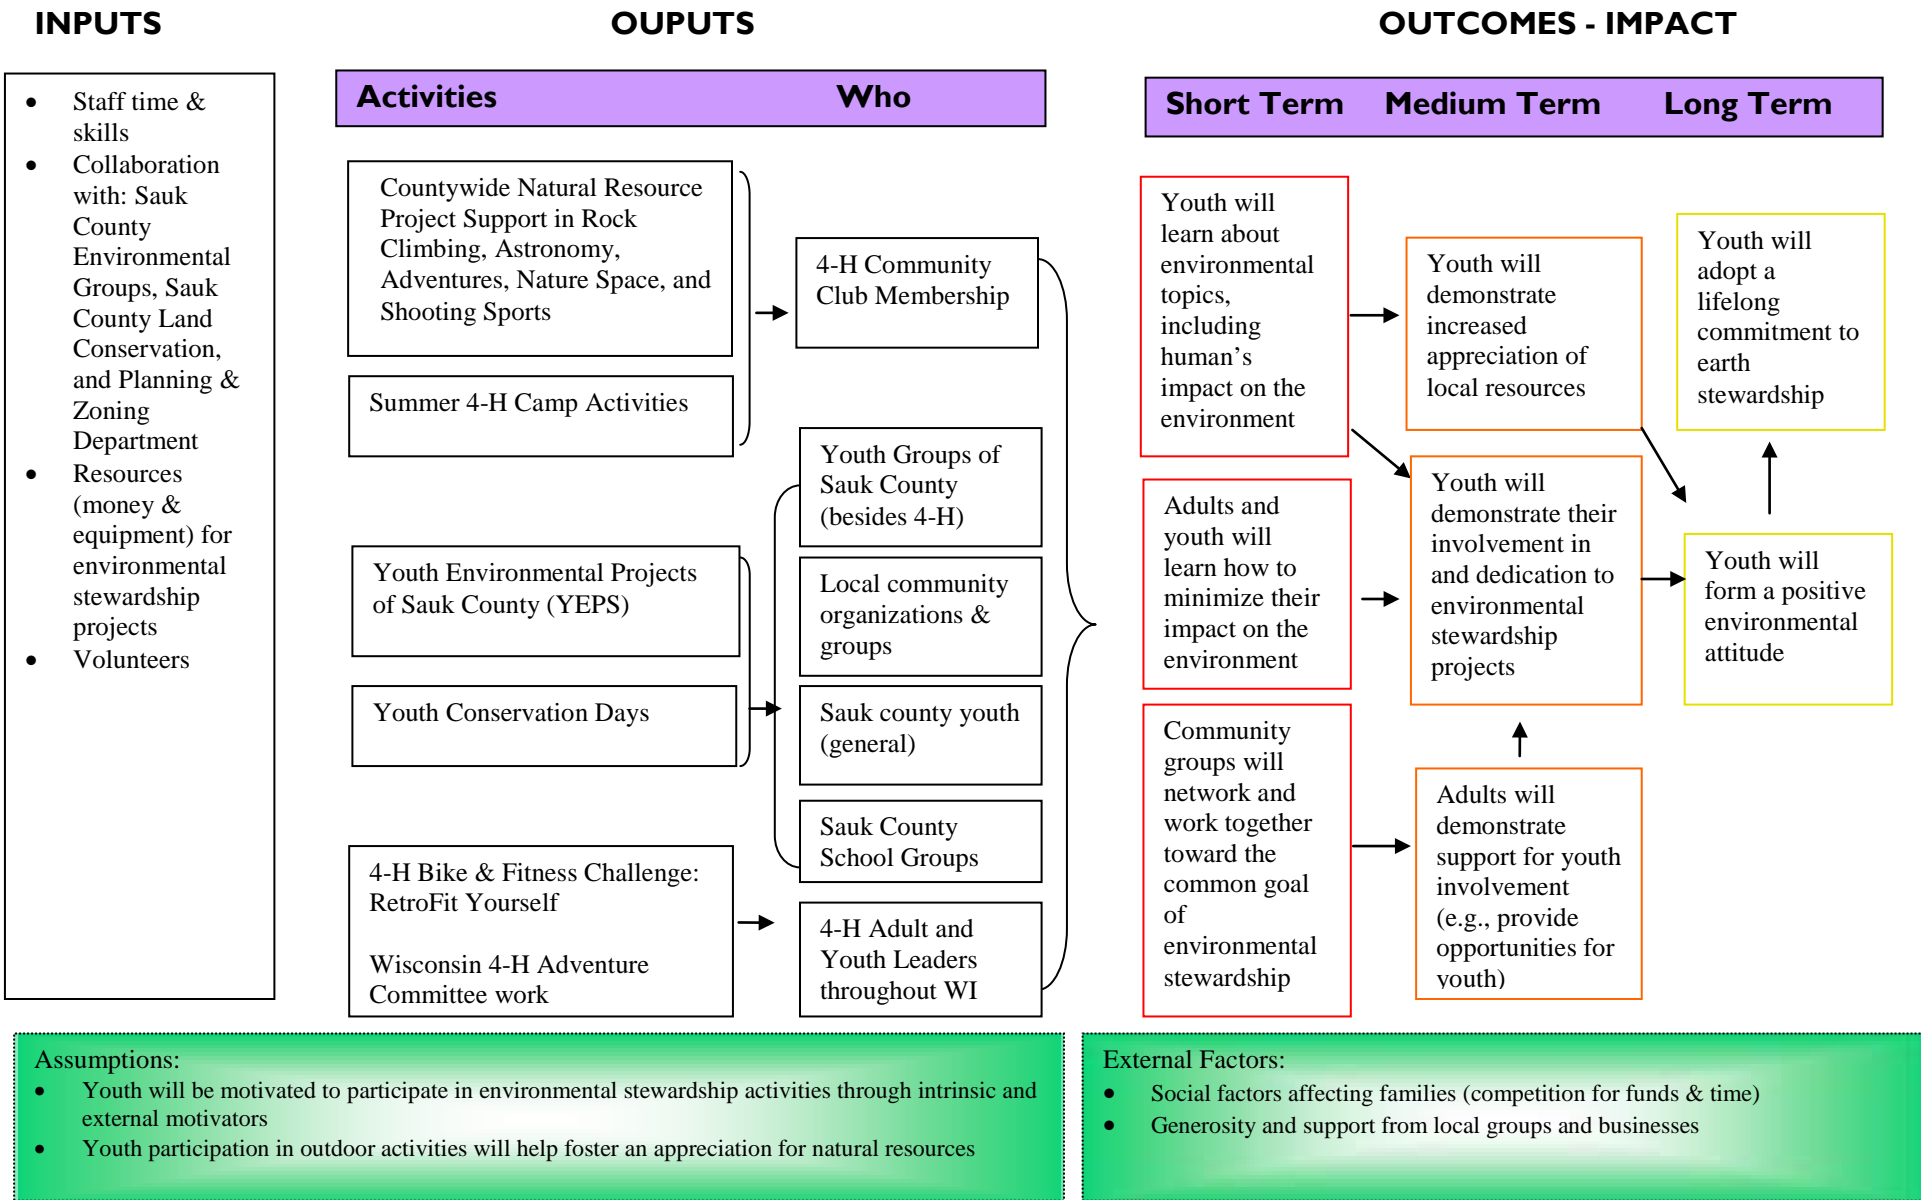 INPUTS
OUPUTS
OUTCOMES - IMPACT
• Staff time &
skills
• Collaboration
with: Sauk
County
Environmental
Groups, Sauk
County Land
Conservation,
and Planning &
Zoning
Department
• Resources
(money &
equipment) for
environmental
stewardship
projects
• Volunteers
Activities
Who
Countywide Natural Resource
Project Support in Rock
Climbing, Astronomy,
Adventures, Nature Space, and
Shooting Sports
Summer 4-H Camp Activities
Youth Environmental Projects
of Sauk County (YEPS)
Youth Conservation Days
4-H Bike & Fitness Challenge:
RetroFit Yourself
Wisconsin 4-H Adventure
Committee work
4-H Community
Club Membership
Youth Groups of
Sauk County
(besides 4-H)
Local community
organizations &
groups
Sauk county youth
(general)
Sauk County
School Groups
4-H Adult and
Youth Leaders
throughout WI
Short Term
Medium Term
Long Term
Youth will
learn about
environmental
topics,
including
human’s
impact on the
environment
Adults and
youth will
learn how to
minimize their
impact on the
environment
Community
groups will
network and
work together
toward the
common goal
of
environmental
stewardship
Youth will
demonstrate
increased
appreciation of
local resources
Youth will
demonstrate their
involvement in
and dedication to
environmental
stewardship
projects
Adults will
demonstrate
support for youth
involvement
(e.g., provide
opportunities for
youth)
Youth will
adopt a
lifelong
commitment to
earth
stewardship
Youth will
form a positive
environmental
attitude
Assumptions:
• Youth will be motivated to participate in environmental stewardship activities through intrinsic and
external motivators
• Youth participation in outdoor activities will help foster an appreciation for natural resources
External Factors:
• Social factors affecting families (competition for funds & time)
• Generosity and support from local groups and businesses